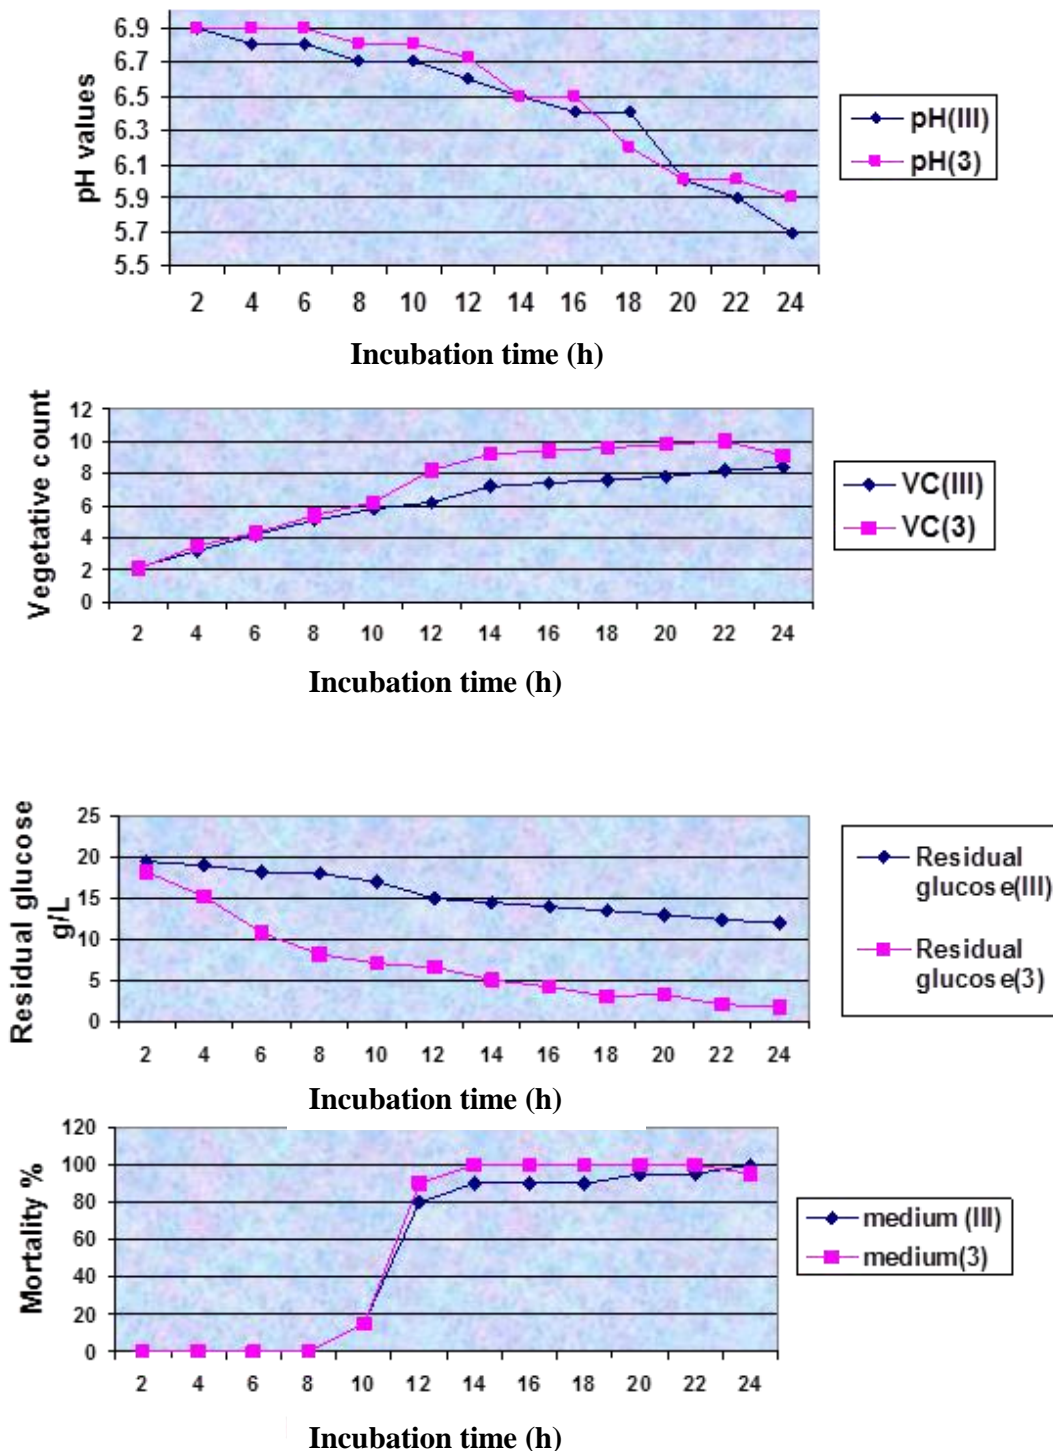 pH values
6.9
6.7
6.5
6.3
6.1
5.9
5.7
5.5
2 4 6 8 10 12 14 16 18 20 22 24
Incubation time (h)
pH(III)
pH(3)
Vegetative count
12
10
8
6
4
2
0
2 4 6 8 10 12 14 16 18 20 22 24
Incubation time (h)
VC(III)
VC(3)
Residual glucose
g/L
25
20
15
10
5
0
2 4 6 8 10 12 14 16 18 20 22 24
Incubation time (h)
Residual
glucose(III)
Residual
glucose(3)
Mortality %
120
100
80
60
40
20
0
2 4 6 8 10 12 14 16 18 20 22 24
Incubation time (h)
medium (III)
medium(3)